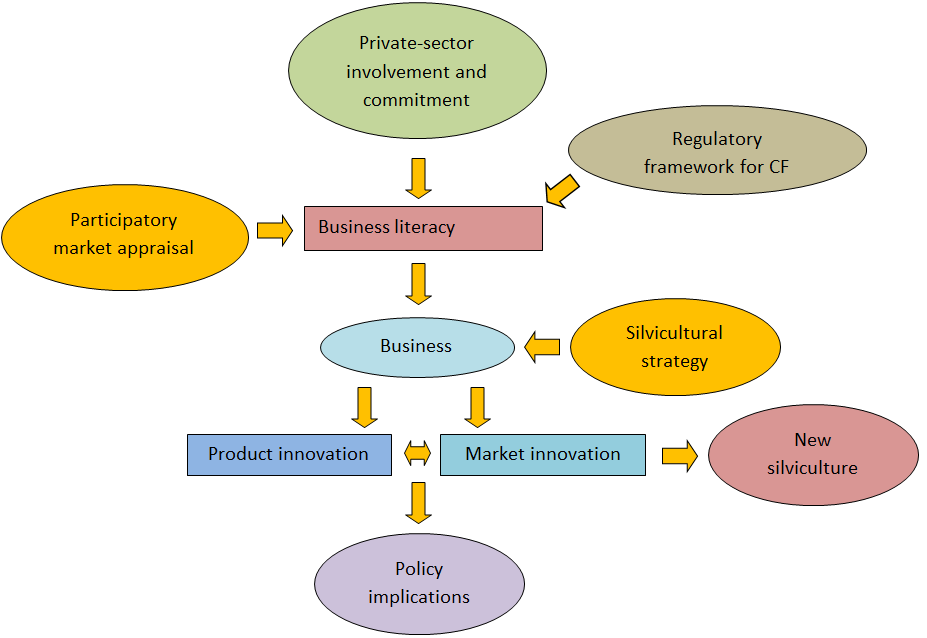 Private-sector
involvement and
commitment
Regulatory
framework for CF
Participatory
market appraisal
Business literacy
Business
Silvicultural
strategy
Product innovation
Market innovation
New
silviculture
Policy
implications